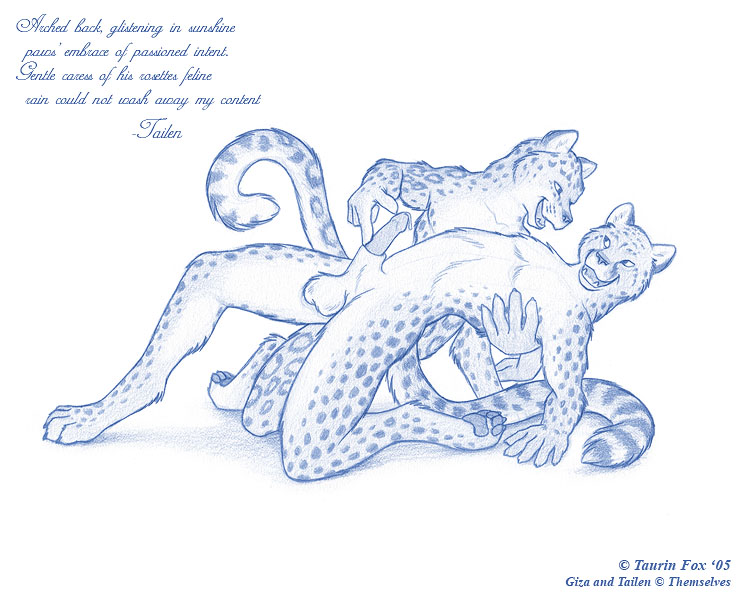 Arched back, glistening in sunshine
paws' embrace of passioned intent.
Gentle caress of his rosettes feline
rain could not wash away my content
-Tailen
© Taurin Fox ‘05
Giza and Tailen © Themselves